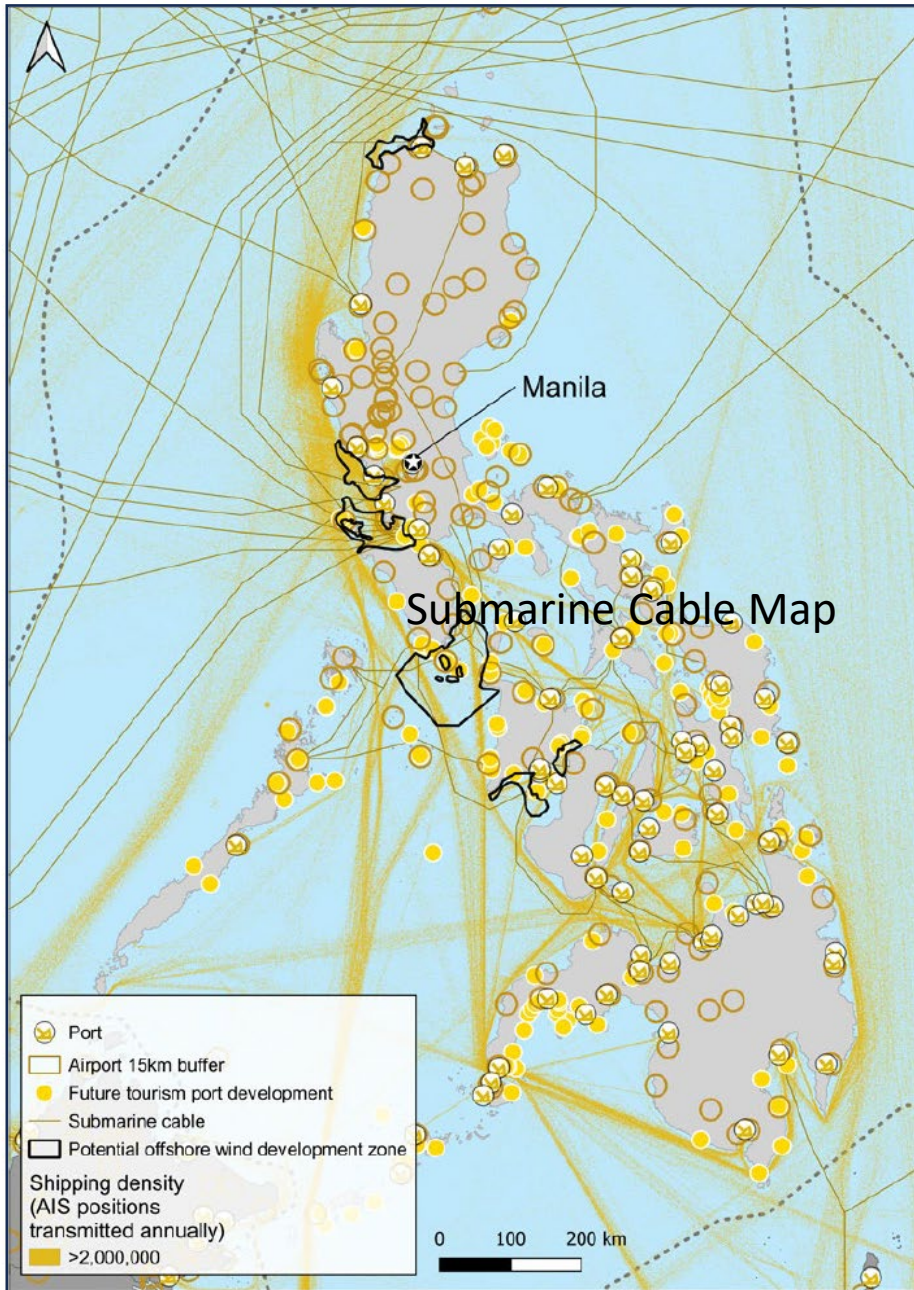 Manila
Submarine Cable Map
Port
Airport 15km buffer
Future tourism port development
Submarine cable
Potential offshore wind development zone
Shipping density
(AIS positions
transmitted annually)
>2,000,000
0 100 200 km